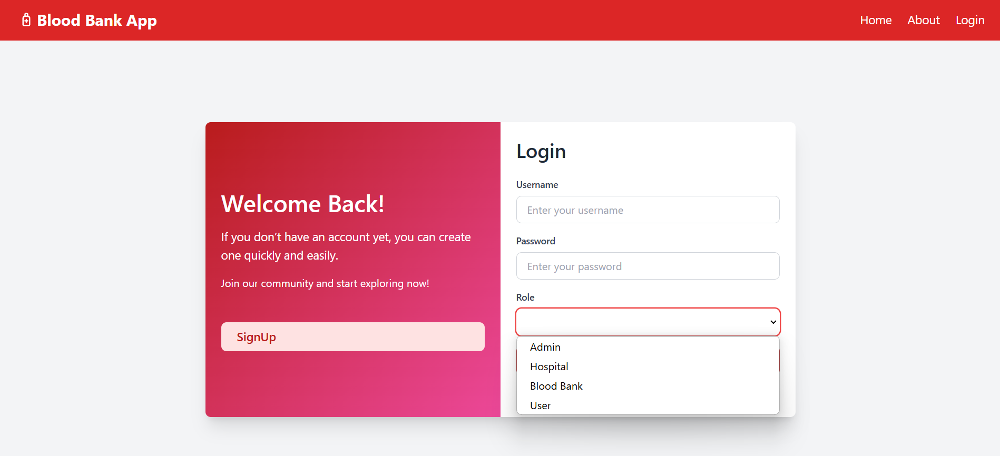 Blood Bank App
Home About Login
Welcome Back!
If you don’t have an account yet, you can create
one quickly and easily.
Join our community and start exploring now!
SignUp
Login
Username
Enter your username
Password
Enter your password
Role
Admin
Hospital
Blood Bank
User